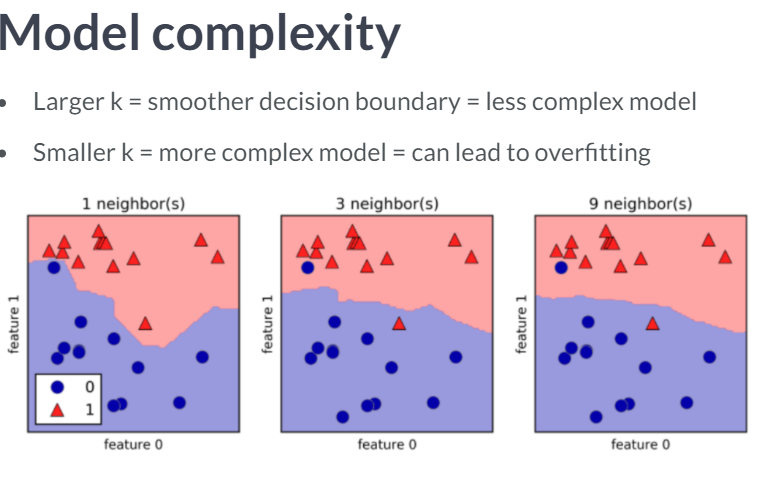 Model complexity
• Larger k = smoother decision boundary = less complex model
• Smaller k = more complex model = can lead to overfitting
1 neighbor(s)
3 neighbor(s)
9 neighbor(s)
feature 1
feature 1
feature 1
0
1
feature 0
feature 0
feature 0